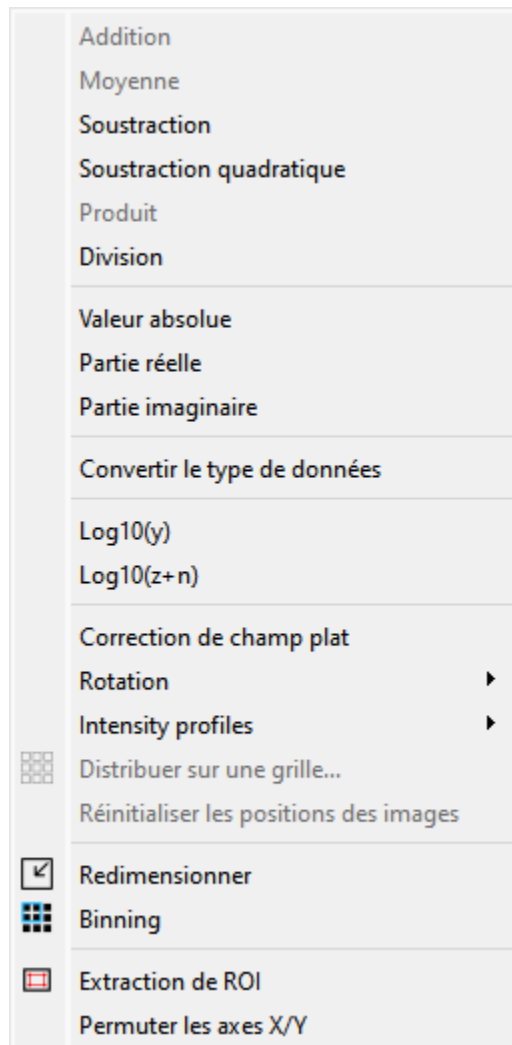 Addition
Moyenne
Soustraction
Soustraction quadratique
Produit
Division
Valeur absolue
Partie réelle
Partie imaginaire
Convertir le type de données
Log10(y)
Log10(z+n)
Correction de champ plat
Rotation
Intensity profiles
Distribuer sur une grille...
Réinitialiser les positions des images
Redimensionner
Binning
Extraction de ROI
Permuter les axes X/Y